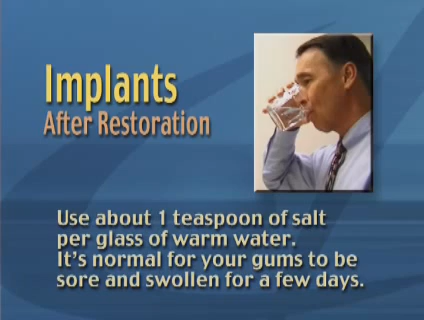 Implants
After Restoration
Use about 1 teaspoon of salt
per glass of warm water.
It's normal for your gums to be
sore and swollen for a few days.